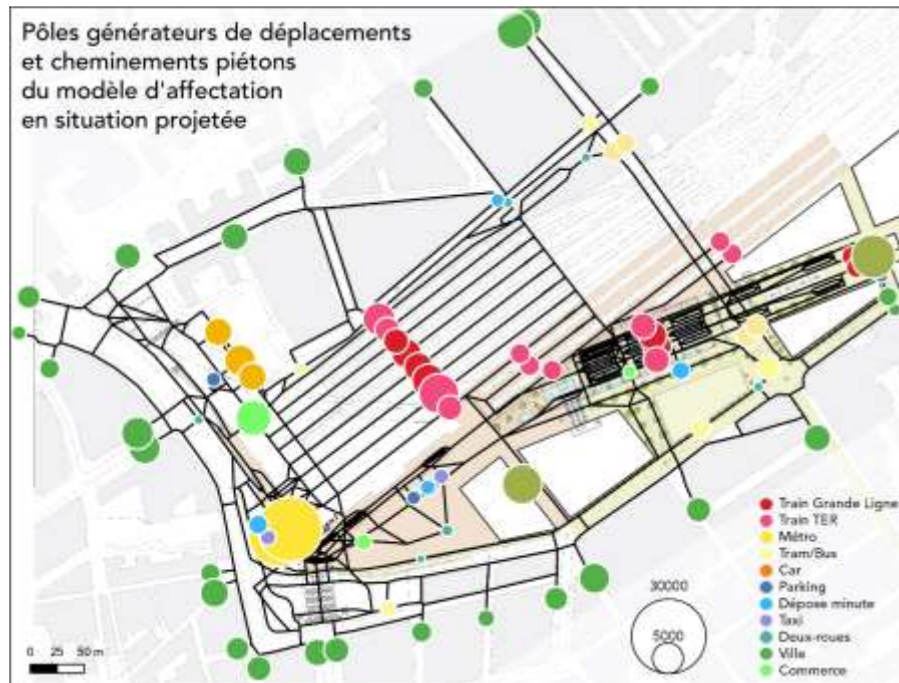 Pôles générateurs de déplacements
et cheminements piétons
du modèle d'affectation
en situation projetée
Train Grande Ligne
Train TER
Métro
Tram/Bus
Car
Parking
Dépose minute
Taxi
Deux-roues
Ville
Commerce
30000
5000
0 25 50 m